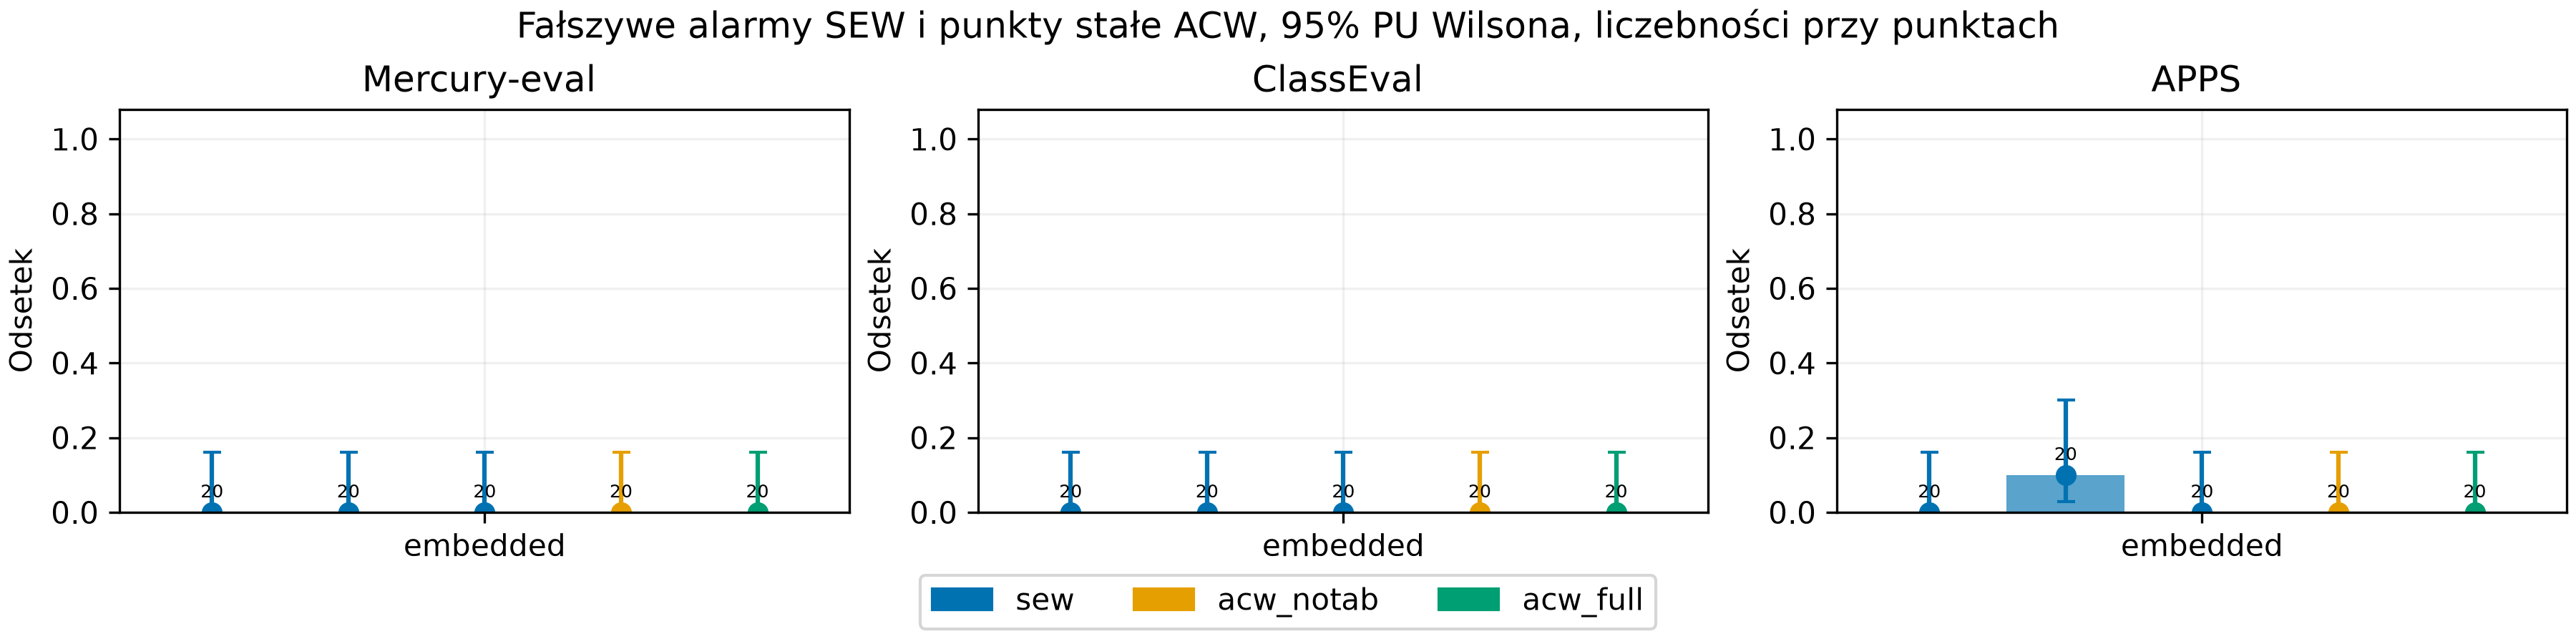 Fałszywe alarmy SEW i punkty stałe ACW, 95% PU Wilsona, liczebności przy punktach
Mercury-eval
Odsetek
1.0
0.8
0.6
0.4
0.2
0.0
20 20 20 20 20
embedded
ClassEval
Odsetek
1.0
0.8
0.6
0.4
0.2
0.0
20 20 20 20 20
embedded
APPS
Odsetek
1.0
0.8
0.6
0.4
0.2
0.0
20 20 20 20 20
embedded
sew acw_notab acw_full